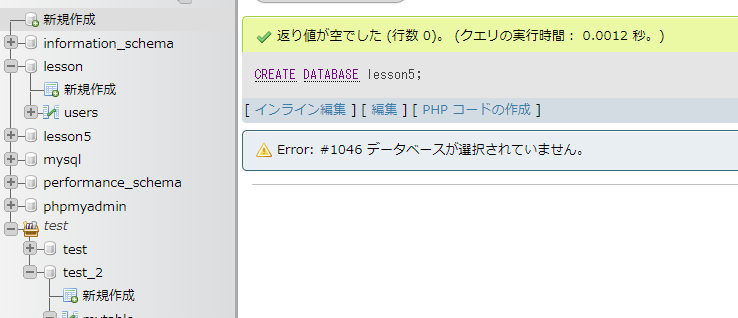 新規作成
information_schema
lesson
新規作成
users
lesson5
mysql
performance_schema
phpmyadmin
test
test
test_2
新規作成
mytable
返り値が空でした (行数 0)。 (クエリの実行時間： 0.0012 秒。)
CREATE DATABASE lesson5;
[ インライン編集 ] [ 編集 ] [ PHP コードの作成 ]
Error: #1046 データベースが選択されていません。